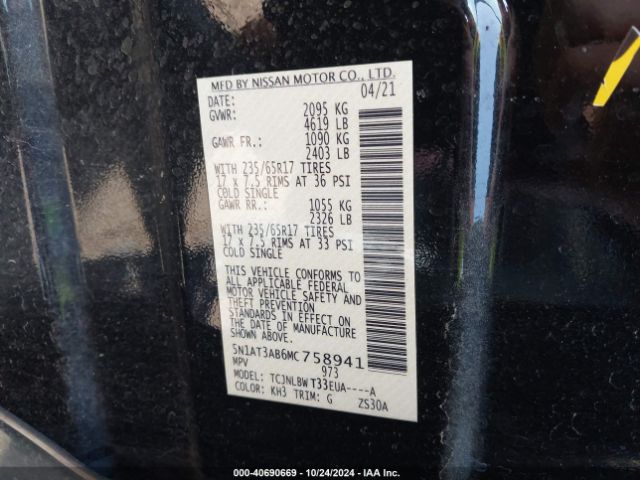 MFD BY NISSAN MOTOR CO., LTD.
DATE: 04/21
GVWR: 2095 KG
4619 LB
GAWR FR.: 1090 KG
2403 LB
WITH 235/65R17 TIRES
17 x 7.5 RIMS AT 36 PSI
COLD SINGLE
GAWR RR.: 1055 KG
2326 LB
WITH 235/65R17 TIRES
17 x 7.5 RIMS AT 33 PSI
COLD SINGLE
THIS VEHICLE CONFORMS TO
ALL APPLICABLE FEDERAL
MOTOR VEHICLE SAFETY AND
THEFT PREVENTION
STANDARDS IN EFFECT ON
THE DATE OF MANUFACTURE
SHOWN ABOVE.
5N1AT3AB6MC758941
MPV 973
MODEL: TCJNLBWT33EUA----A
COLOR: KH3 TRIM: G ZS30A
000-40690669 - 10/24/2024 - IAA Inc.